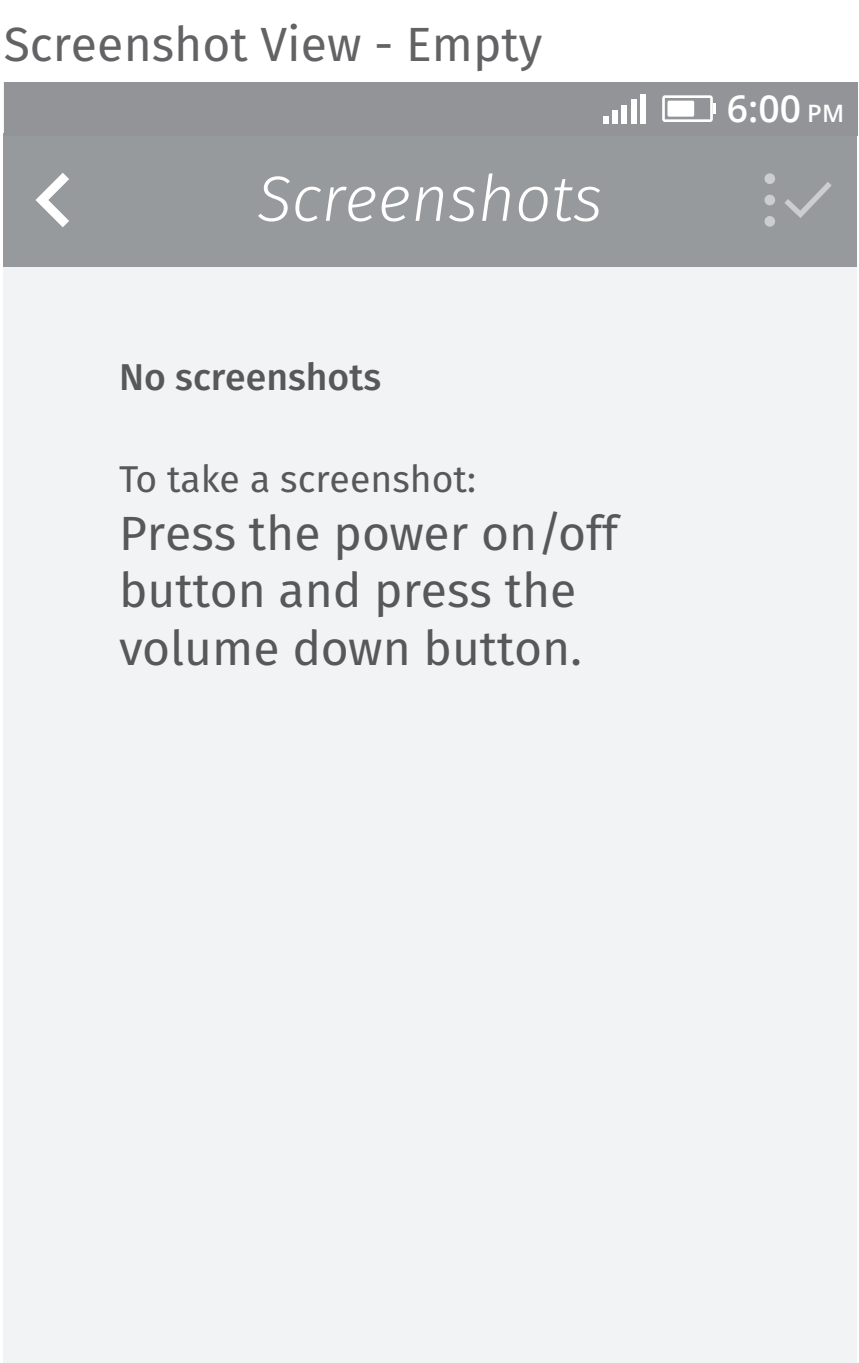 Screenshot View - Empty
6:00 PM
Screenshots
No screenshots
To take a screenshot:
Press the power on/off
button and press the
volume down button.